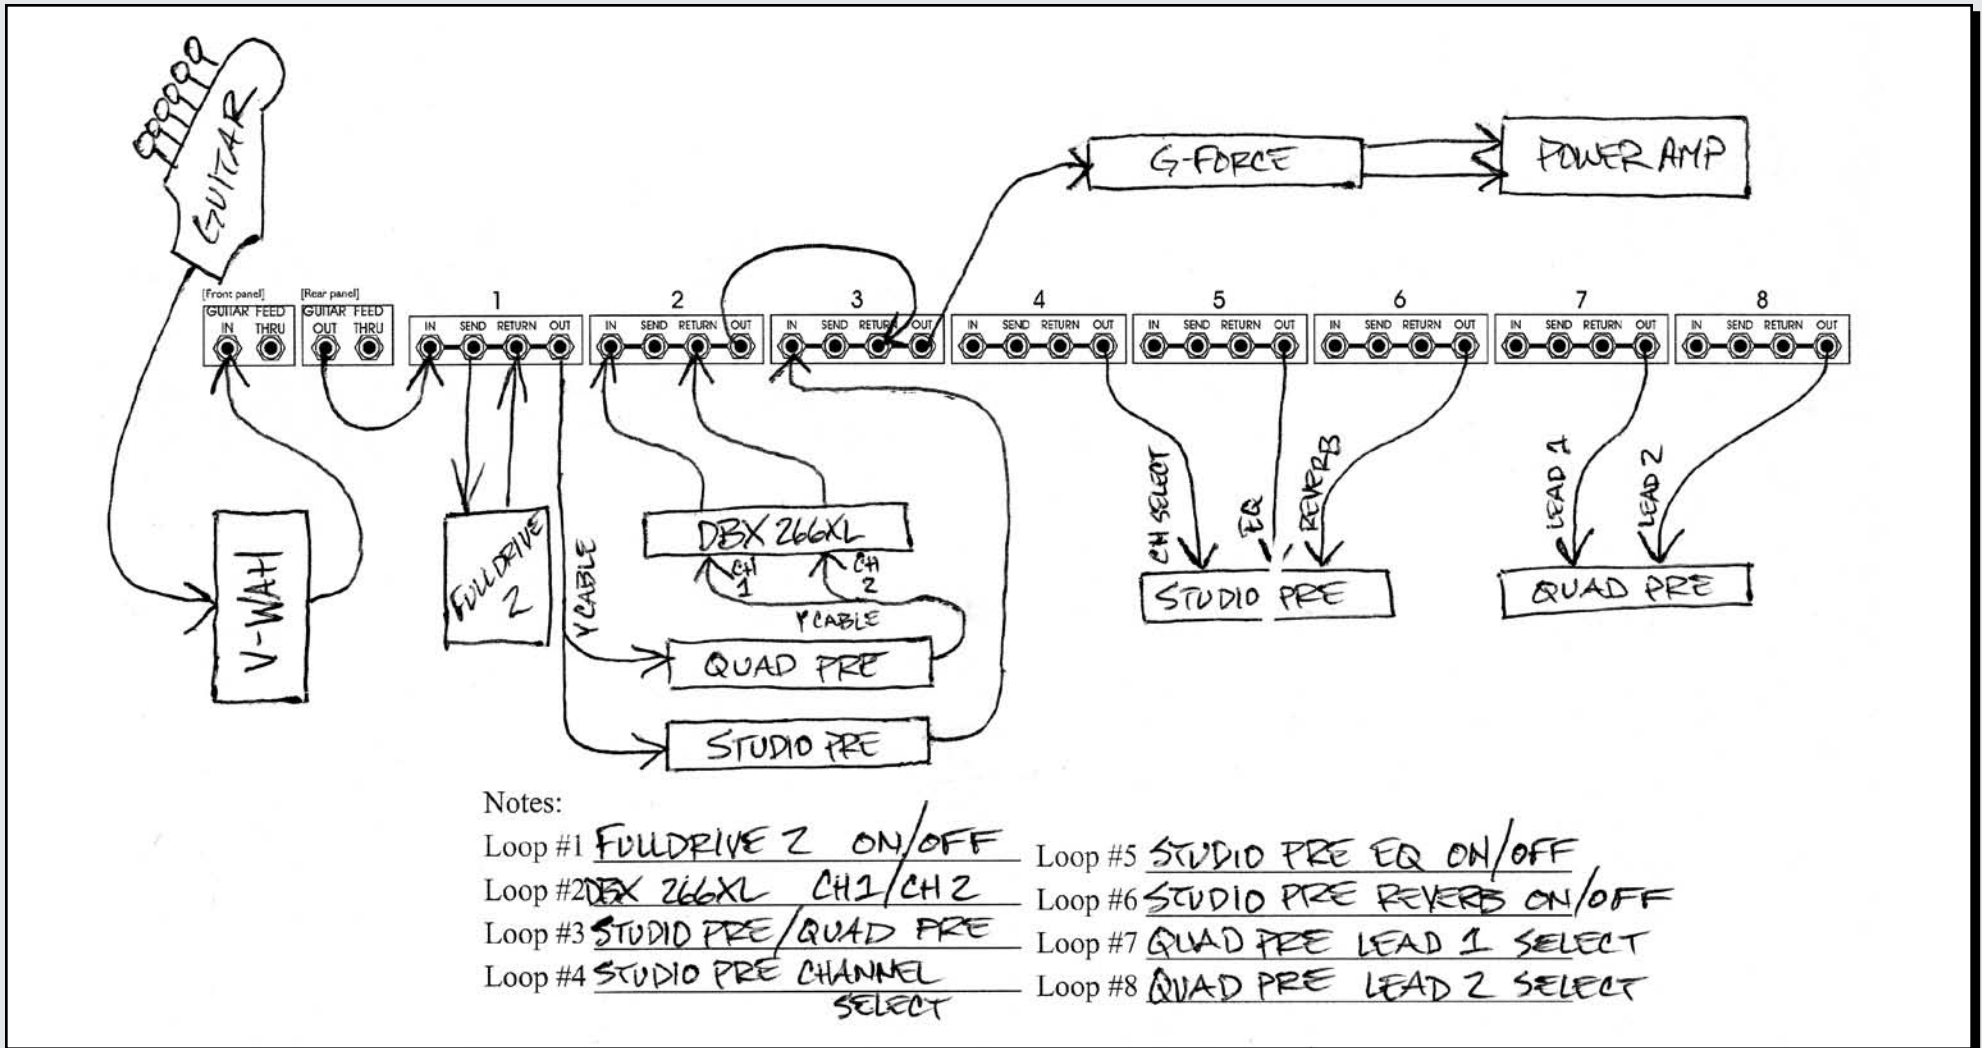 GUITAR
G-FORCE
POWER AMP
[Front panel]
[Rear panel]
GUITAR FEED
IN THRU
GUITAR FEED
OUT THRU
1
IN SEND RETURN OUT
2
IN SEND RETURN OUT
3
IN SEND RETURN OUT
4
IN SEND RETURN OUT
5
IN SEND RETURN OUT
6
IN SEND RETURN OUT
7
IN SEND RETURN OUT
8
IN SEND RETURN OUT
V-WAH
FULLDRIVE
2
Y CABLE
DBX 266XL
CH
1
CH
2
Y CABLE
QUAD PRE
STUDIO PRE
CH SELECT
EQ
REVERB
STUDIO PRE
LEAD 1
LEAD 2
QUAD PRE
Notes:
Loop #1 FULLDRIVE 2 ON/OFF
Loop #2 DBX 266XL CH1/CH2
Loop #3 STUDIO PRE/QUAD PRE
Loop #4 STUDIO PRE CHANNEL
SELECT
Loop #5 STUDIO PRE EQ ON/OFF
Loop #6 STUDIO PRE REVERB ON/OFF
Loop #7 QUAD PRE LEAD 1 SELECT
Loop #8 QUAD PRE LEAD 2 SELECT